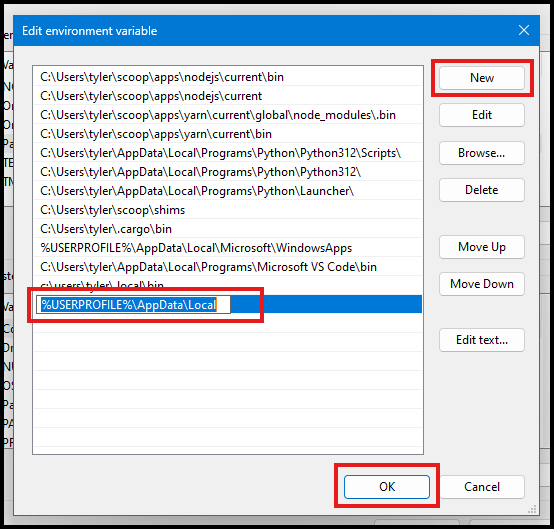 Edit environment variable
C:\Users\tyler\scoop\apps\nodejs\current\bin
C:\Users\tyler\scoop\apps\nodejs\current
C:\Users\tyler\scoop\apps\yarn\current\global\node_modules\.bin
C:\Users\tyler\scoop\apps\yarn\current\bin
C:\Users\tyler\AppData\Local\Programs\Python\Python312\Scripts\
C:\Users\tyler\AppData\Local\Programs\Python\Python312\
C:\Users\tyler\AppData\Local\Programs\Python\Launcher\
C:\Users\tyler\scoop\shims
C:\Users\tyler\.cargo\bin
%USERPROFILE%\AppData\Local\Microsoft\WindowsApps
C:\Users\tyler\AppData\Local\Programs\Microsoft VS Code\bin
c:\users\tyler\.local\bin
%USERPROFILE%\AppData\Local
New
Edit
Browse...
Delete
Move Up
Move Down
Edit text...
OK
Cancel